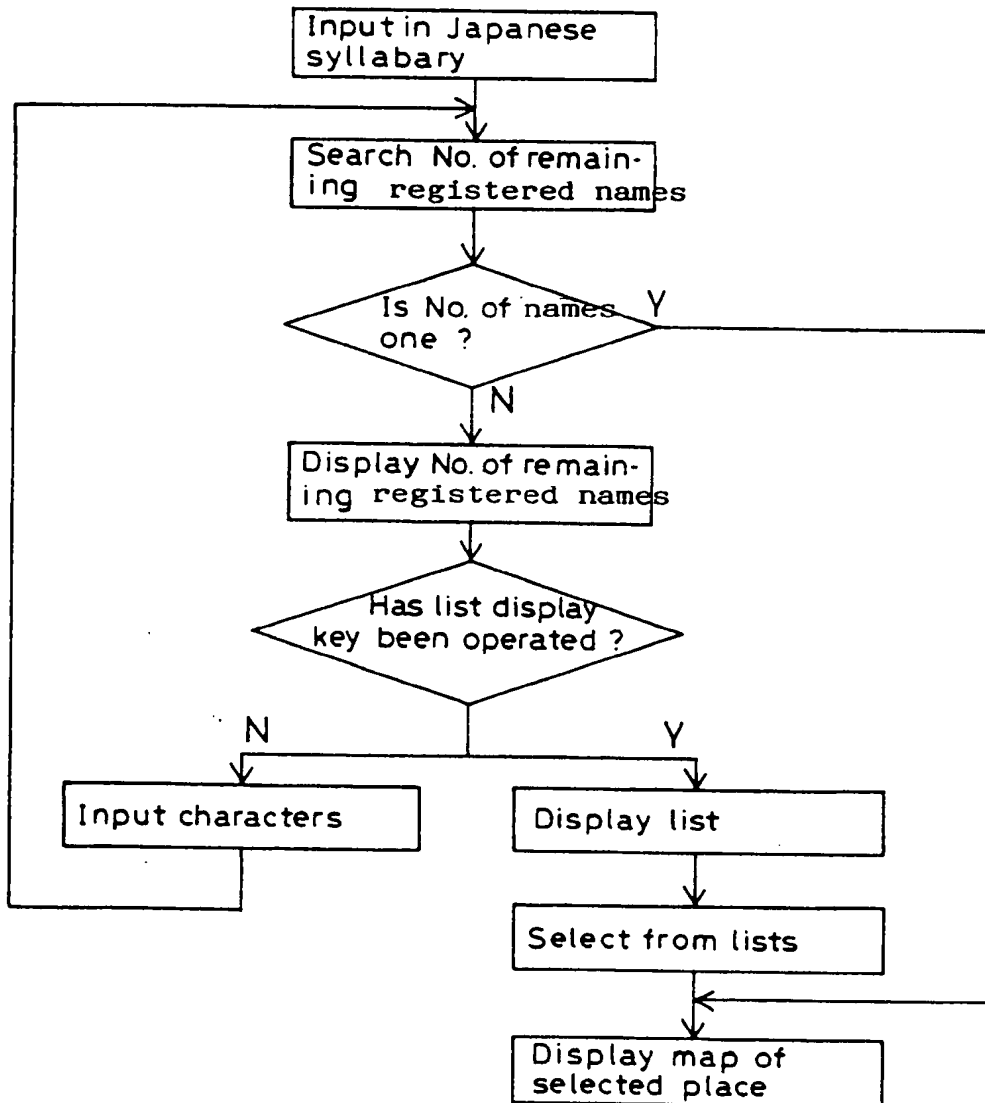 Input in Japanese
syllabary
Search No. of remain-
ing registered names
Is No. of names
one ?
Y
N
Display No. of remain-
ing registered names
Has list display
key been operated ?
N
Y
Input characters
Display list
Select from lists
Display map of
selected place